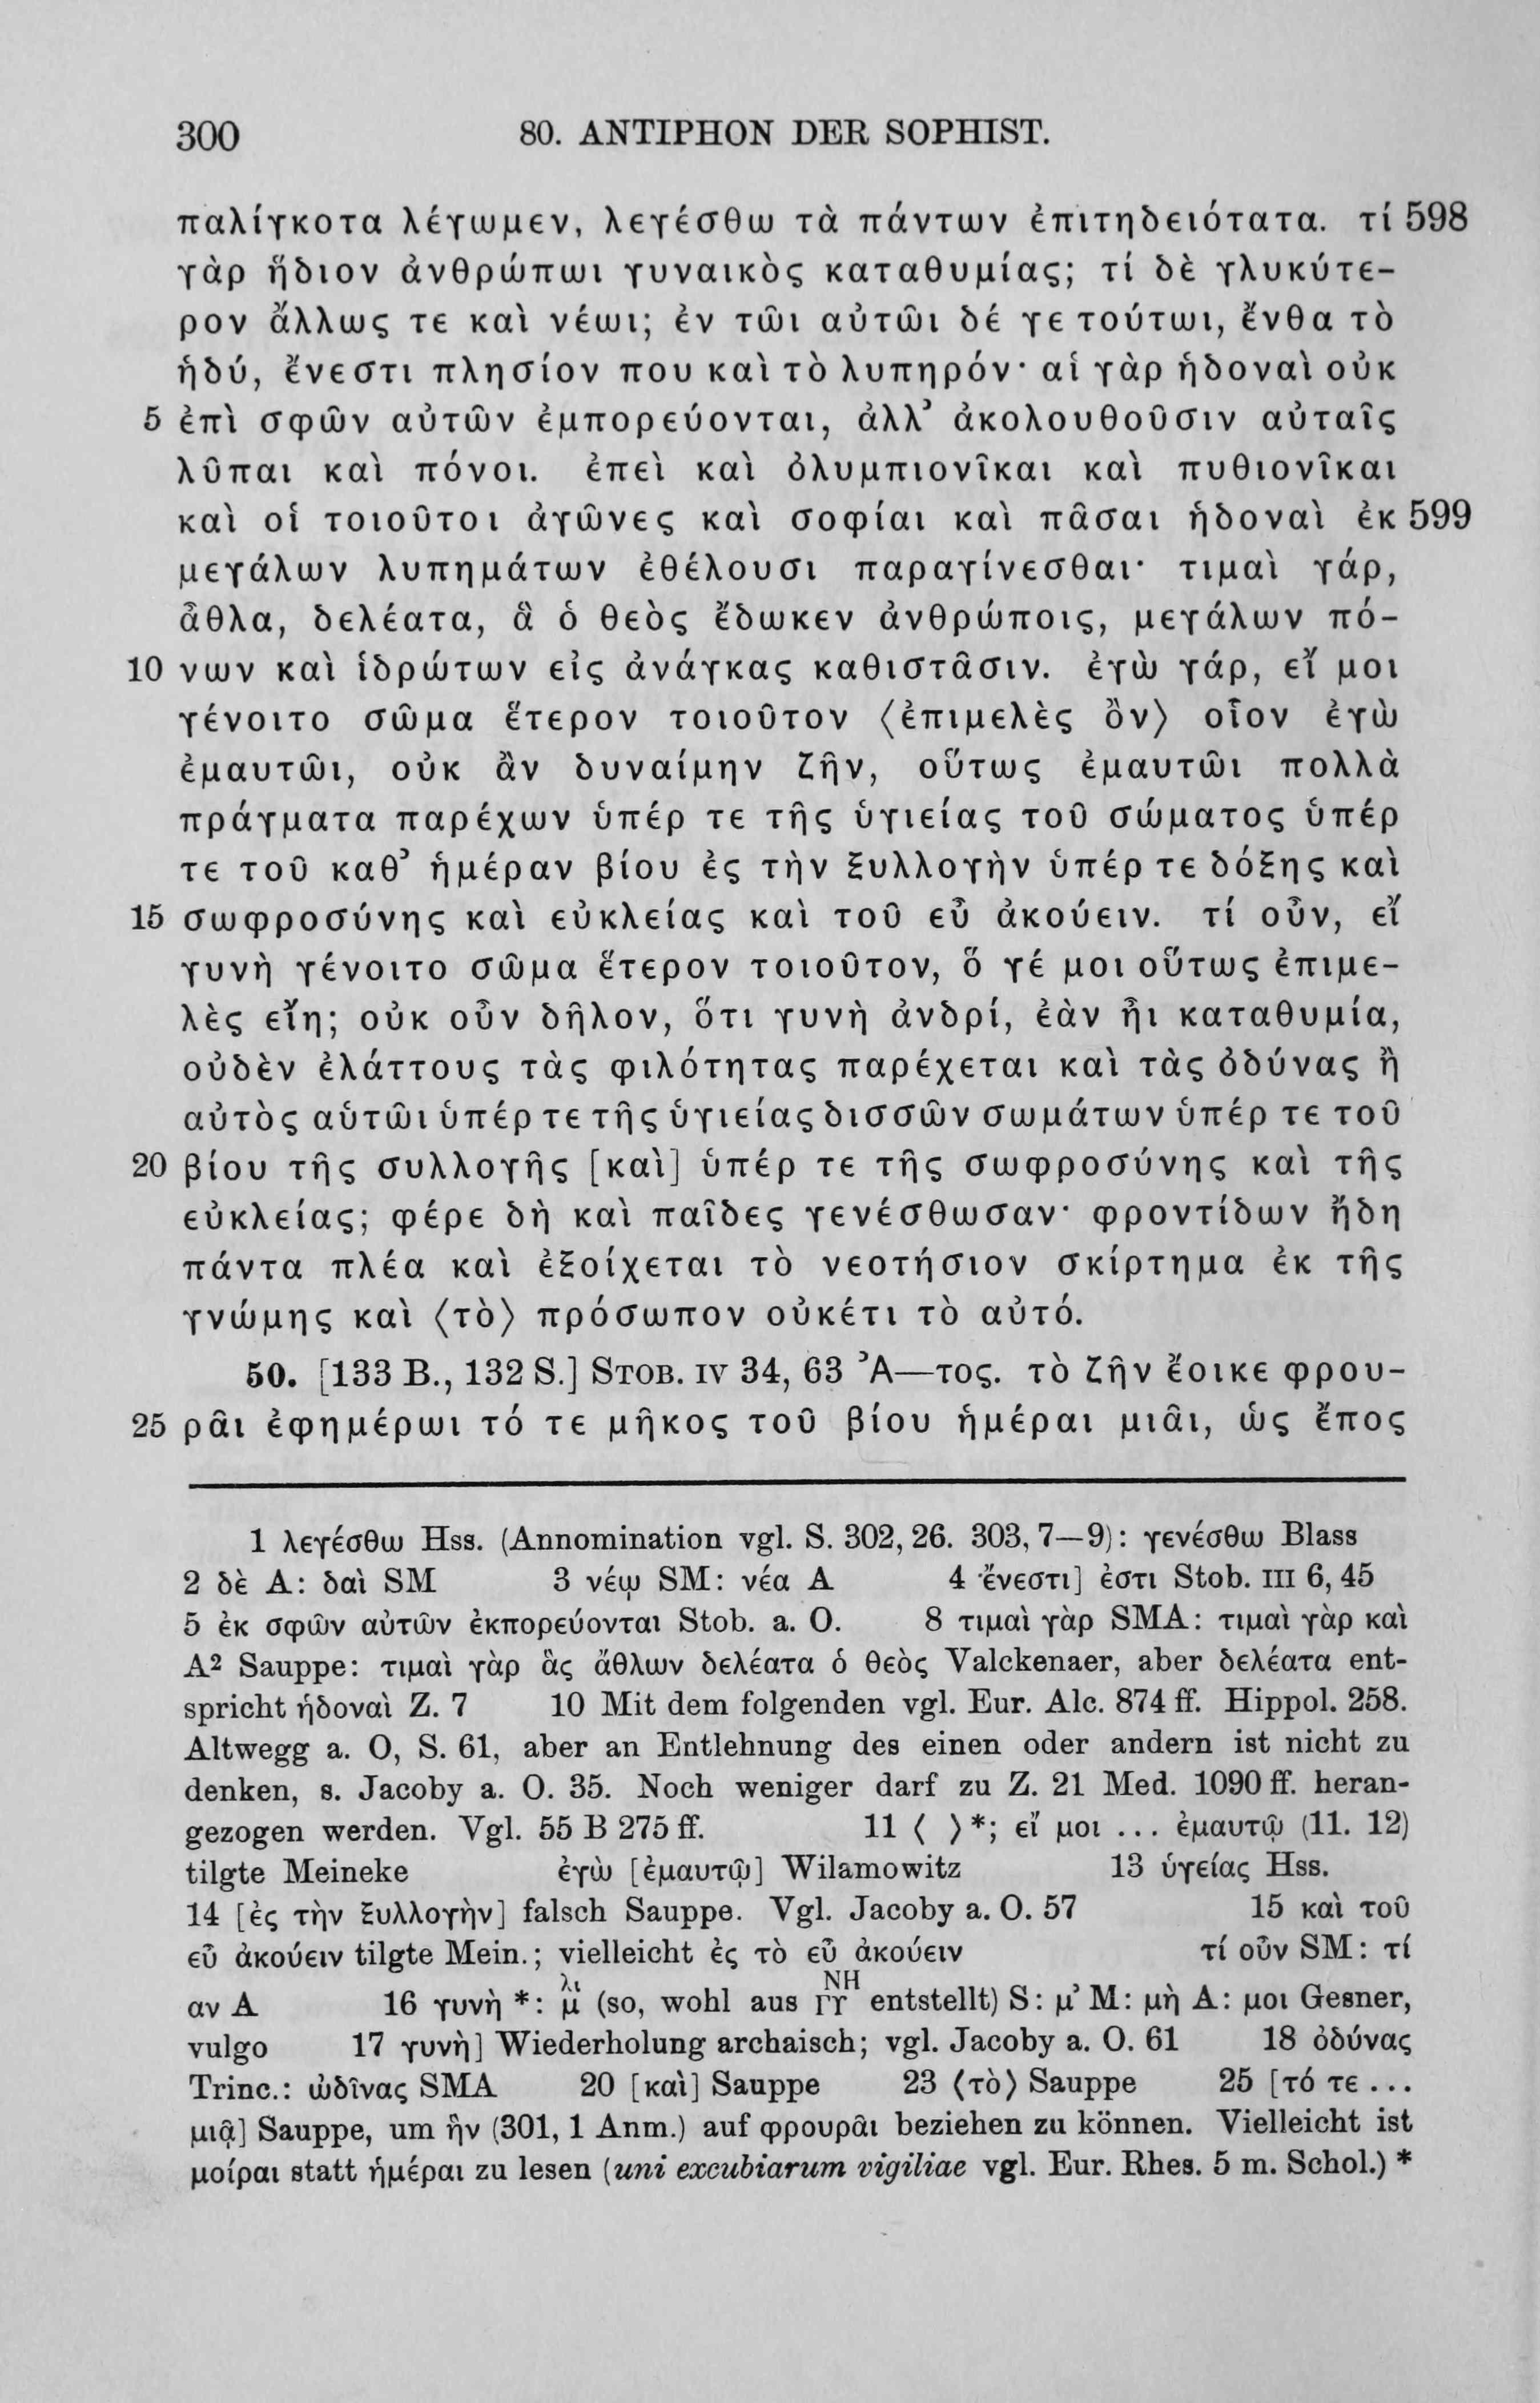 300 80. ANTIPHON DER SOPHIST.
παλίγκοτα λέγωμεν, λεγέσθω τὰ πάντων ἐπιτηδειότατα. τί 598
γὰρ ἥδιον ἀνθρώπωι γυναικὸς καταθυμίας; τί δὲ γλυκύτε-
ρον ἄλλως τε καὶ νέωι; ἐν τῶι αὐτῶι δέ γε τούτωι, ἔνθα τὸ
ἡδύ, ἔνεστι πλησίον που καὶ τὸ λυπηρόν· αἱ γὰρ ἡδοναὶ οὐκ
5 ἐπὶ σφῶν αὐτῶν ἐμπορεύονται, ἀλλ’ ἀκολουθοῦσιν αὐταῖς
λῦπαι καὶ πόνοι. ἐπεὶ καὶ ὀλυμπιονῖκαι καὶ πυθιονῖκαι
καὶ οἱ τοιοῦτοι ἀγῶνες καὶ σοφίαι καὶ πᾶσαι ἡδοναὶ ἐκ 599
μεγάλων λυπημάτων ἐθέλουσι παραγίνεσθαι· τιμαὶ γάρ,
ἆθλα, δελέατα, ἃ ὁ θεὸς ἔδωκεν ἀνθρώποις, μεγάλων πό-
10 νων καὶ ἱδρώτων εἰς ἀνάγκας καθιστᾶσιν. ἐγὼ γάρ, εἴ μοι
γένοιτο σῶμα ἕτερον τοιοῦτον ⟨ἐπιμελὲς ὂν⟩ οἷον ἐγὼ
ἐμαυτῶι, οὐκ ἂν δυναίμην ζῆν, οὕτως ἐμαυτῶι πολλὰ
πράγματα παρέχων ὑπέρ τε τῆς ὑγιείας τοῦ σώματος ὑπέρ
τε τοῦ καθ’ ἡμέραν βίου ἐς τὴν ξυλλογὴν ὑπέρ τε δόξης καὶ
15 σωφροσύνης καὶ εὐκλείας καὶ τοῦ εὖ ἀκούειν. τί οὖν, εἴ
γυνὴ γένοιτο σῶμα ἕτερον τοιοῦτον, ὅ γέ μοι οὕτως ἐπιμε-
λὲς εἴη; οὐκ οὖν δῆλον, ὅτι γυνὴ ἀνδρί, ἐὰν ἦι καταθυμία,
οὐδὲν ἐλάττους τὰς φιλότητας παρέχεται καὶ τὰς ὀδύνας ἢ
αὐτὸς αὑτῶι ὑπέρ τε τῆς ὑγιείας δισσῶν σωμάτων ὑπέρ τε τοῦ
20 βίου τῆς συλλογῆς [καὶ] ὑπέρ τε τῆς σωφροσύνης καὶ τῆς
εὐκλείας; φέρε δὴ καὶ παῖδες γενέσθωσαν· φροντίδων ἤδη
πάντα πλέα καὶ ἐξοίχεται τὸ νεοτήσιον σκίρτημα ἐκ τῆς
γνώμης καὶ ⟨τὸ⟩ πρόσωπον οὐκέτι τὸ αὐτό.
50. [133 B., 132 S.] STOB. IV 34, 63 Ἀ—τος. τὸ ζῆν ἔοικε φρου-
25 ρᾶι ἐφημέρωι τό τε μῆκος τοῦ βίου ἡμέραι μιᾶι, ὡς ἔπος
1 λεγέσθω Hss. (Annomination vgl. S. 302, 26. 303, 7—9): γενέσθω Blass
2 δὲ A: δαὶ SM 3 νέῳ SM: νέα A 4 ἔνεστι] ἐστι Stob. III 6, 45
5 ἐκ σφῶν αὐτῶν ἐκπορεύονται Stob. a. O. 8 τιμαὶ γὰρ SMA: τιμαὶ γὰρ καὶ
A² Sauppe: τιμαὶ γὰρ ἃς ἄθλων δελέατα ὁ θεὸς Valckenaer, aber δελέατα ent-
spricht ἡδοναὶ Z. 7 10 Mit dem folgenden vgl. Eur. Alc. 874 ff. Hippol. 258.
Altwegg a. O, S. 61, aber an Entlehnung des einen oder andern ist nicht zu
denken, s. Jacoby a. O. 35. Noch weniger darf zu Z. 21 Med. 1090 ff. heran-
gezogen werden. Vgl. 55 B 275 ff. 11 ⟨ ⟩*; εἴ μοι ... ἐμαυτῷ (11. 12)
tilgte Meineke ἐγὼ [ἐμαυτῷ] Wilamowitz 13 ὑγείας Hss.
14 [ἐς τὴν ξυλλογὴν] falsch Sauppe. Vgl. Jacoby a. O. 57 15 καὶ τοῦ
εὖ ἀκούειν tilgte Mein.; vielleicht ἐς τὸ εὖ ἀκούειν τί οὖν SM: τί
αν A 16 γυνὴ *: μ^λι (so, wohl aus ΓΥ^ΝΗ entstellt) S: μ’ M: μὴ A: μοι Gesner,
vulgo 17 γυνὴ] Wiederholung archaisch; vgl. Jacoby a. O. 61 18 ὀδύνας
Trinc.: ὠδῖνας SMA 20 [καὶ] Sauppe 23 ⟨τὸ⟩ Sauppe 25 [τό τε ...
μιᾷ] Sauppe, um ἣν (301, 1 Anm.) auf φρουρᾶι beziehen zu können. Vielleicht ist
μοίραι statt ἡμέραι zu lesen (uni excubiarum vigiliae vgl. Eur. Rhes. 5 m. Schol.) *